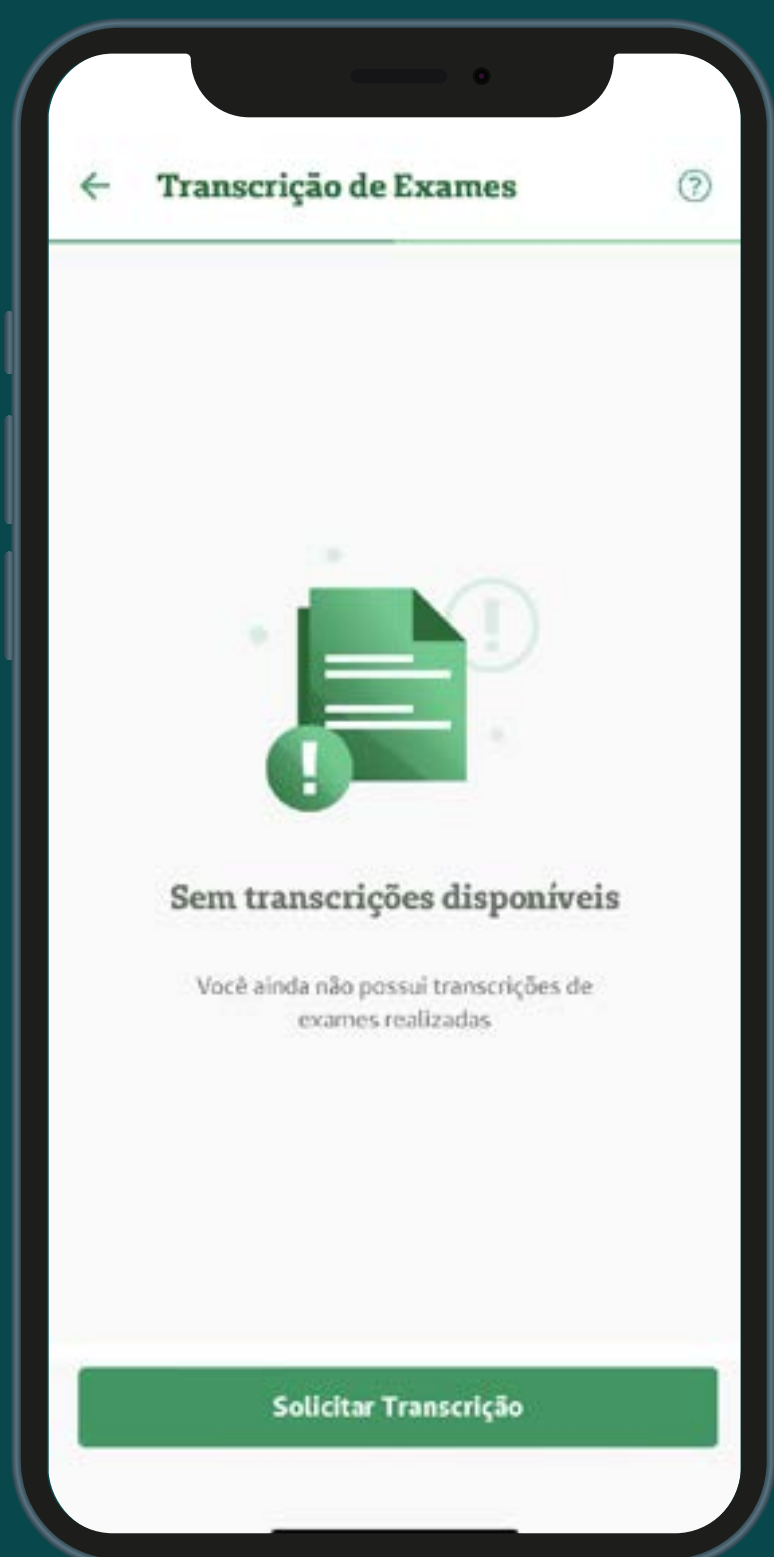 Transcrição de Exames
Sem transcrições disponíveis
Você ainda não possui transcrições de
exames realizadas
Solicitar Transcrição